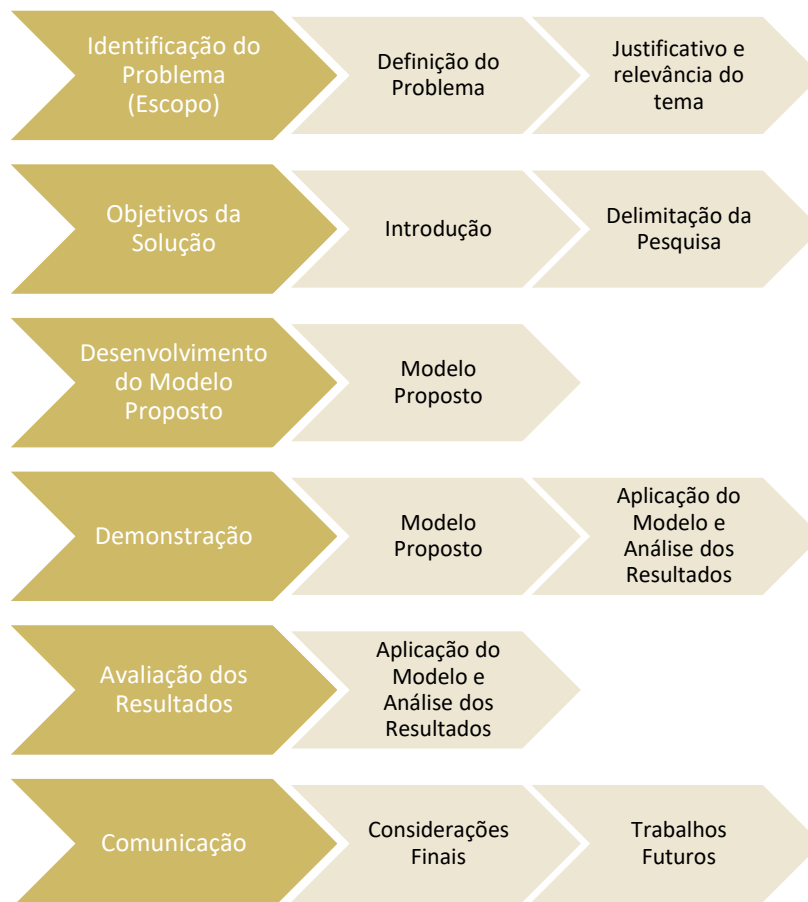 Identificação do
Problema
(Escopo)
Definição do
Problema
Justificativo e
relevância do
tema
Objetivos da
Solução
Introdução
Delimitação da
Pesquisa
Desenvolvimento
do Modelo
Proposto
Modelo
Proposto
Demonstração
Modelo
Proposto
Aplicação do
Modelo e
Análise dos
Resultados
Avaliação dos
Resultados
Aplicação do
Modelo e
Análise dos
Resultados
Comunicação
Considerações
Finais
Trabalhos
Futuros